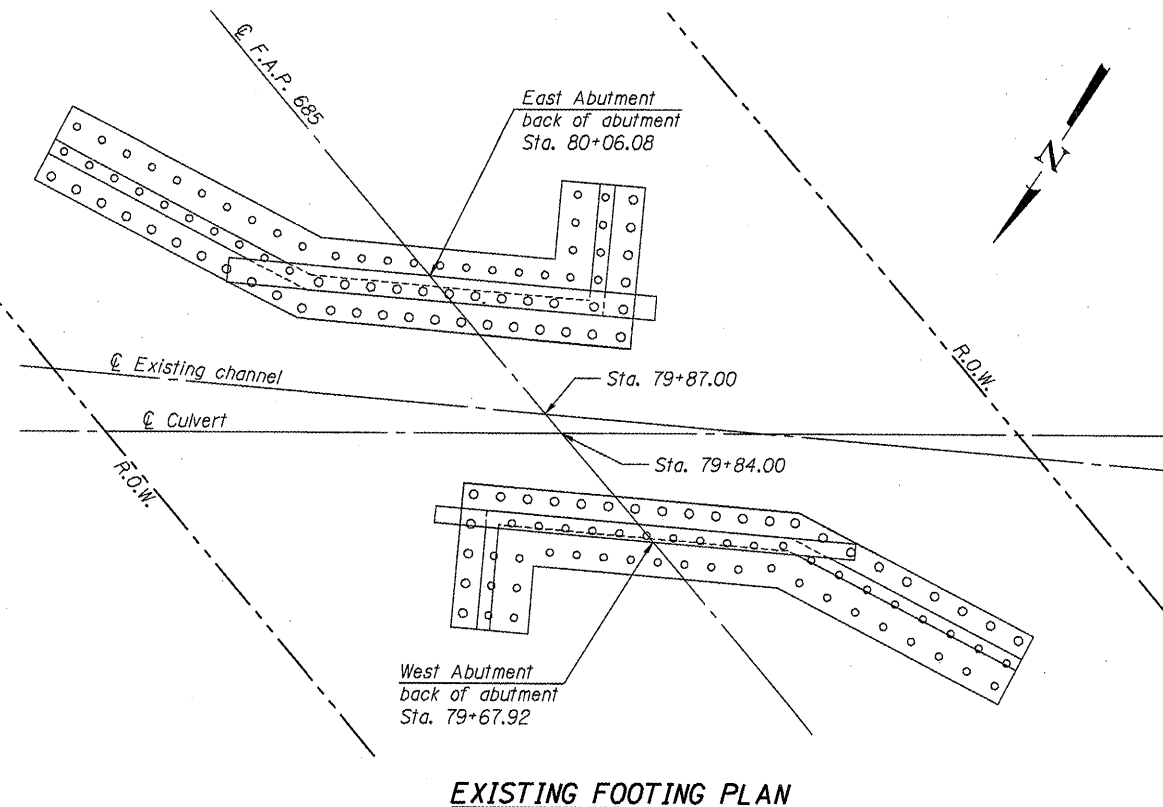 ℄ F.A.P. 685
East Abutment
back of abutment
Sta. 80+06.08
N
℄ Existing channel
Sta. 79+87.00
R.O.W.
℄ Culvert
Sta. 79+84.00
R.O.W.
West Abutment
back of abutment
Sta. 79+67.92
EXISTING FOOTING PLAN